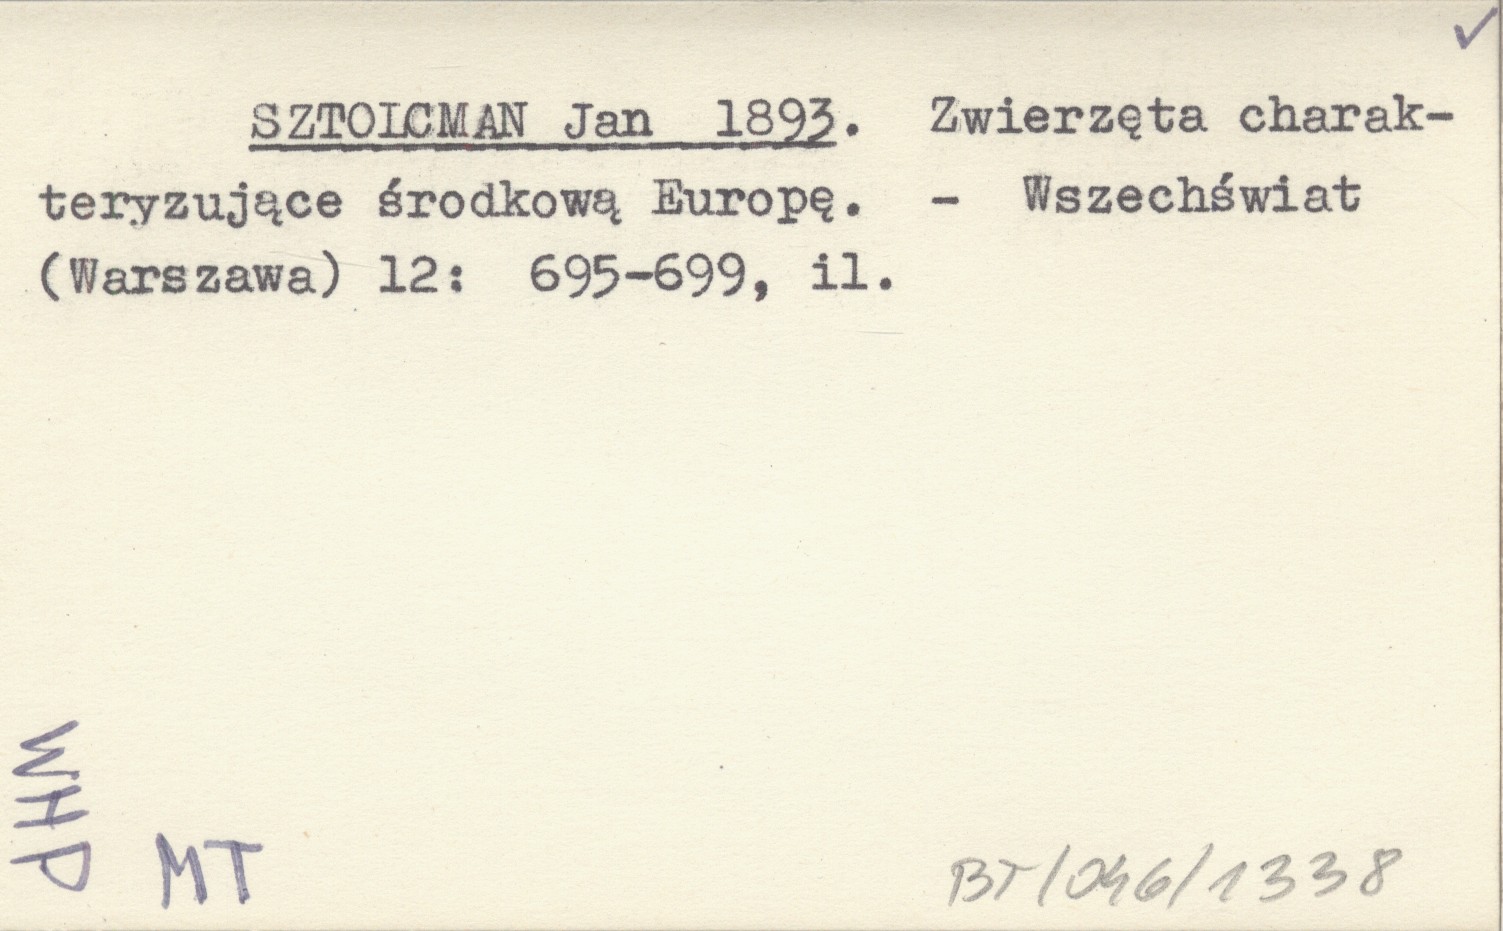 SZTOLCMAN Jan 1893. Zwierzęta charak-
teryzujące środkową Europę. - Wszechświat
(Warszawa) 12: 695-699, il.
WHP
MT
BT/046/1338